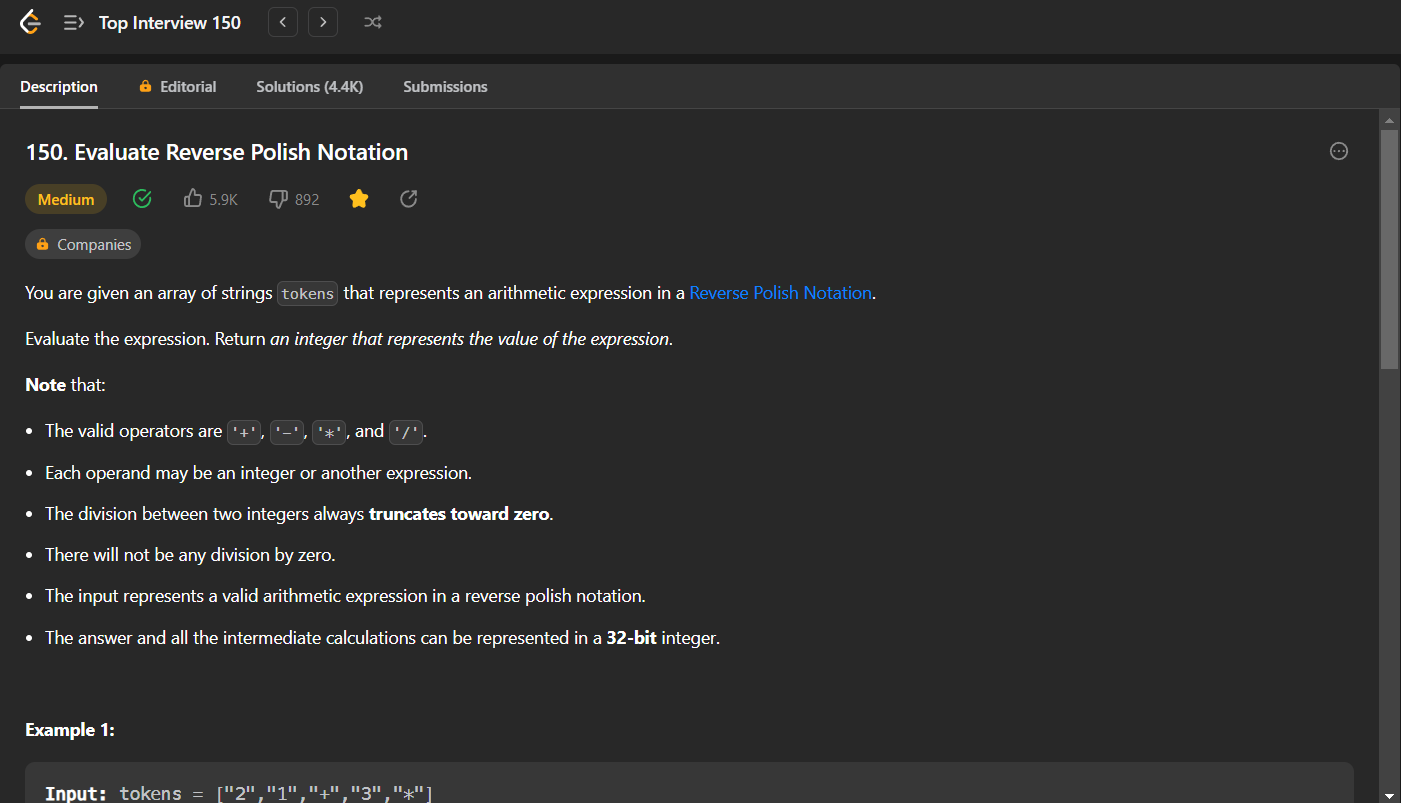 Top Interview 150
Description Editorial Solutions (4.4K) Submissions
150. Evaluate Reverse Polish Notation
Medium 5.9K 892
Companies
You are given an array of strings tokens that represents an arithmetic expression in a Reverse Polish Notation.
Evaluate the expression. Return an integer that represents the value of the expression.
Note that:
• The valid operators are '+', '-', '*', and '/'.
• Each operand may be an integer or another expression.
• The division between two integers always truncates toward zero.
• There will not be any division by zero.
• The input represents a valid arithmetic expression in a reverse polish notation.
• The answer and all the intermediate calculations can be represented in a 32-bit integer.
Example 1:
Input: tokens = ["2","1","+","3","*"]